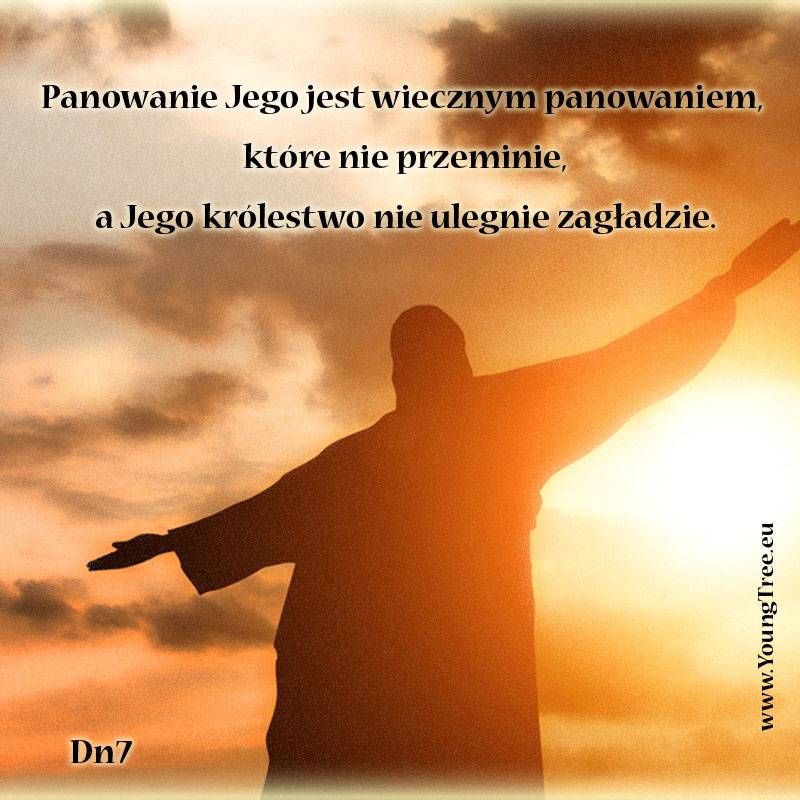 Panowanie Jego jest wiecznym panowaniem,
które nie przeminie,
a Jego królestwo nie ulegnie zagładzie.
www.YoungTree.eu
Dn7